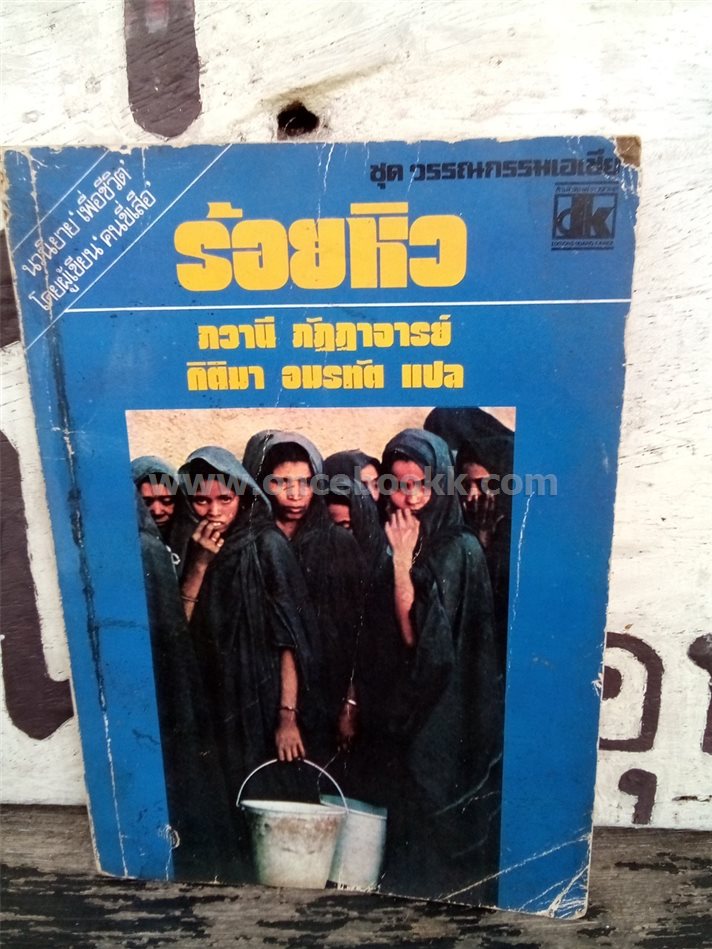 ชุด วรรณกรรมเอเชีย
dk
นวนิยาย 'เพื่อชีวิต'
โดยผู้เขียน 'คนขี่เสือ'
ร้อยหิว
ภวานี ภัฏฏาจารย์
กิติมา อมรทัต แปล
www.oncebookk.com